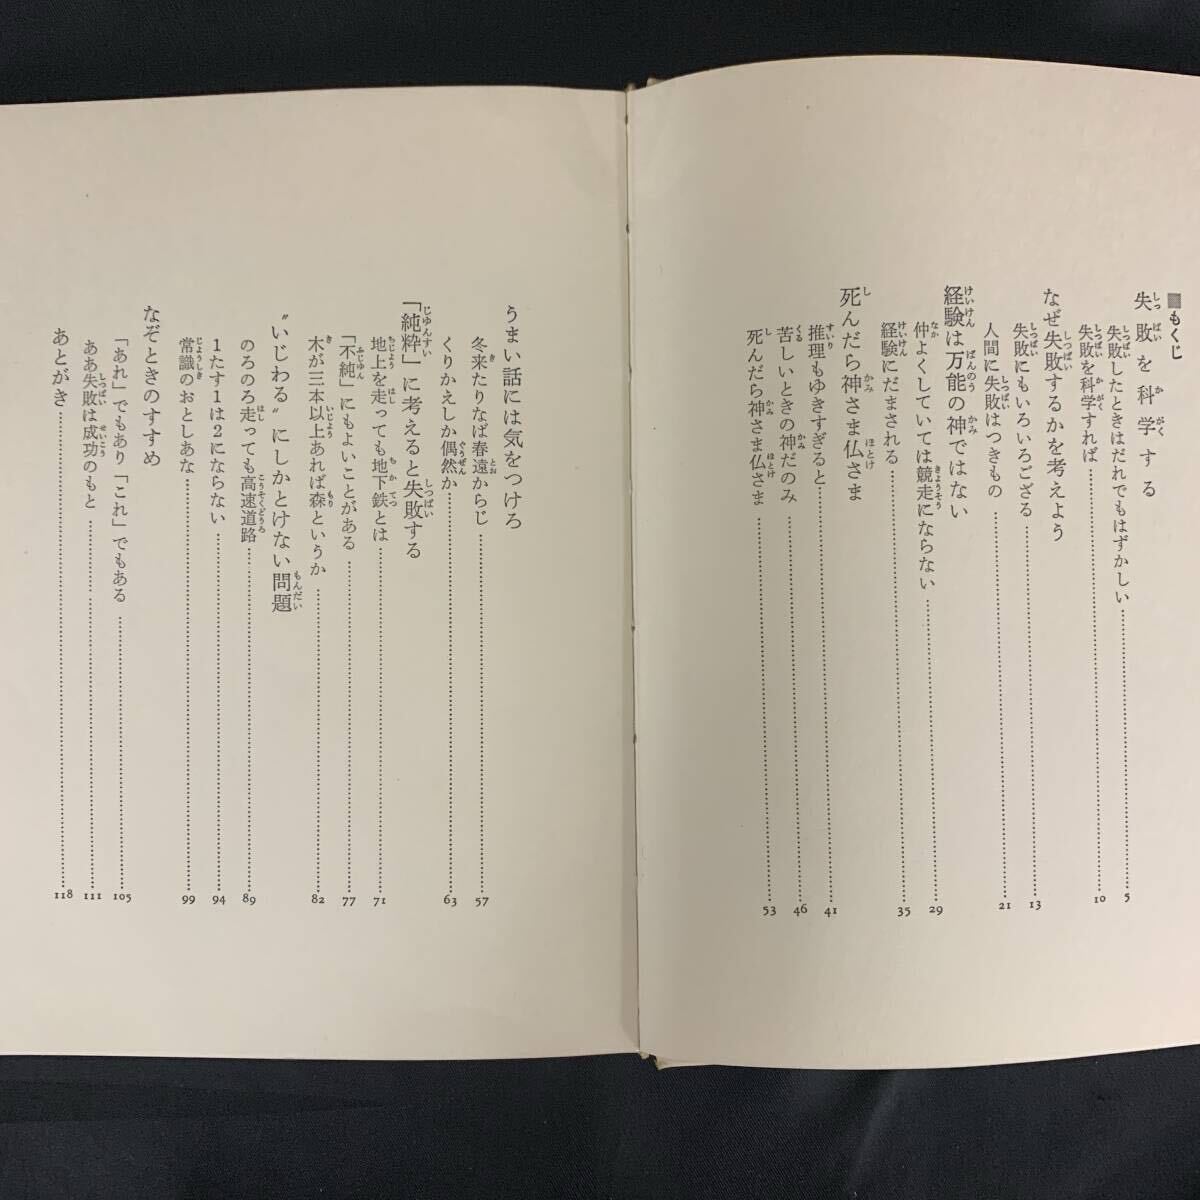 ■もくじ
失敗を科学する
失敗したときはだれでもはずかしい 5
失敗を科学すれば 10
なぜ失敗するかを考えよう
失敗にもいろいろござる 13
人間に失敗はつきもの 21
経験は万能の神ではない
仲よくしていては競走にならない 29
経験にだまされる 35
死んだら神さま仏さま
推理もゆきすぎると 41
苦しいときの神だのみ 46
死んだら神さま仏さま 53
うまい話には気をつけろ
冬来たりなば春遠からじ 57
くりかえしか偶然か 63
「純粋」に考えると失敗する
地上を走っても地下鉄とは 71
「不純」にもよいことがある 77
木が三本以上あれば森というか 82
〝いじわる〟にしかとけない問題
のろのろ走っても高速道路 89
1たす1は2にならない 94
常識のおとしあな 99
なぞときのすすめ
「あれ」でもあり「これ」でもある 105
ああ失敗は成功のもと 111
あとがき 118